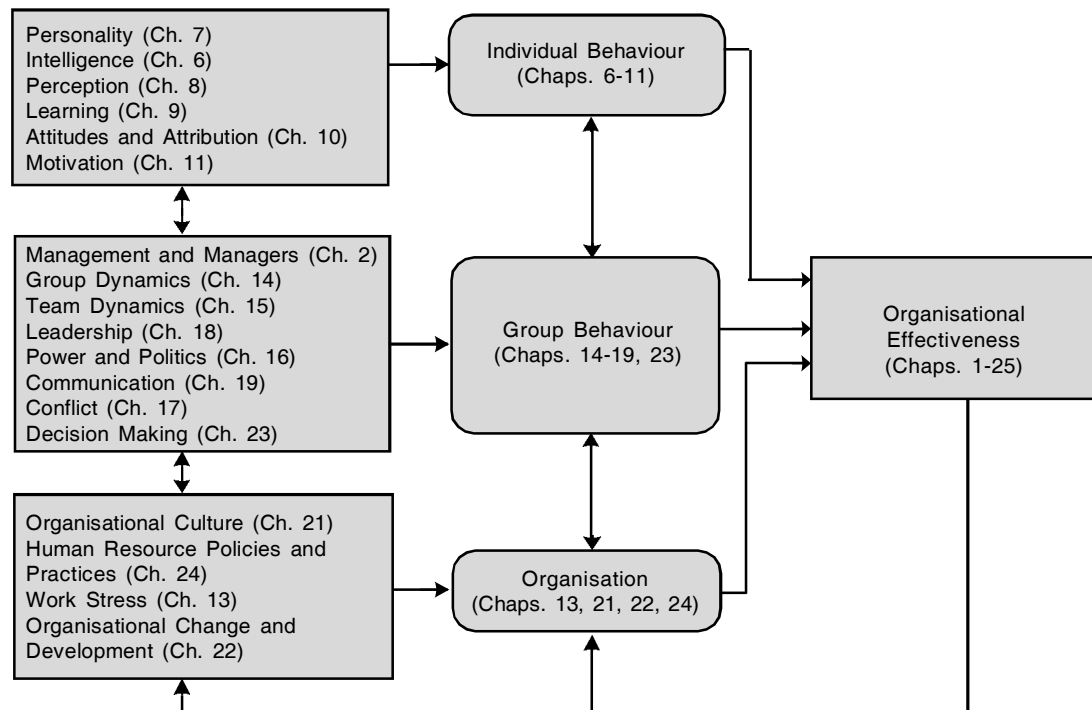 Personality (Ch. 7)
Intelligence (Ch. 6)
Perception (Ch. 8)
Learning (Ch. 9)
Attitudes and Attribution (Ch. 10)
Motivation (Ch. 11)
Individual Behaviour
(Chaps. 6-11)
Management and Managers (Ch. 2)
Group Dynamics (Ch. 14)
Team Dynamics (Ch. 15)
Leadership (Ch. 18)
Power and Politics (Ch. 16)
Communication (Ch. 19)
Conflict (Ch. 17)
Decision Making (Ch. 23)
Group Behaviour
(Chaps. 14-19, 23)
Organisational
Effectiveness
(Chaps. 1-25)
Organisational Culture (Ch. 21)
Human Resource Policies and
Practices (Ch. 24)
Work Stress (Ch. 13)
Organisational Change and
Development (Ch. 22)
Organisation
(Chaps. 13, 21, 22, 24)